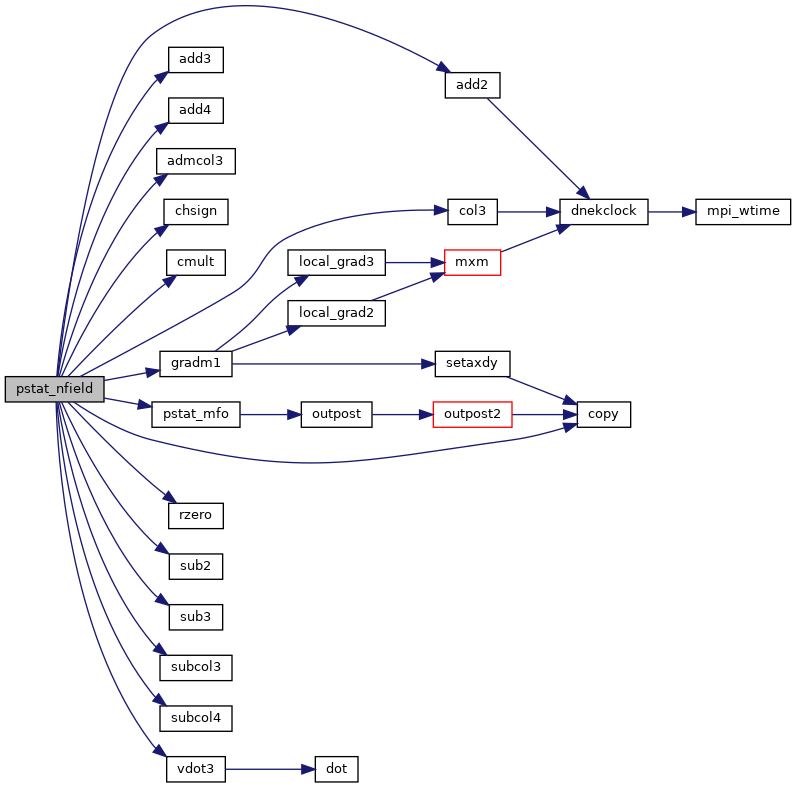 add3
add2
add4
admcol3
chsign
col3
dnekclock
mpi_wtime
cmult
local_grad3
mxm
local_grad2
gradm1
setaxdy
pstat_nfield
pstat_mfo
outpost
outpost2
copy
rzero
sub2
sub3
subcol3
subcol4
vdot3
dot